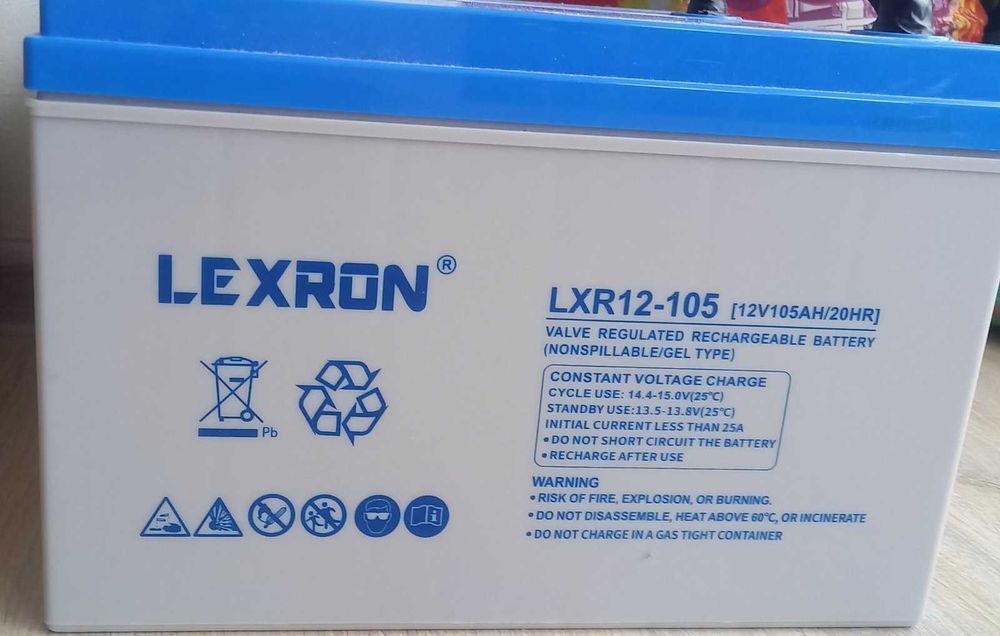 LEXRON®
Pb
LXR12-105 [12V105AH/20HR]
VALVE REGULATED RECHARGEABLE BATTERY
(NONSPILLABLE/GEL TYPE)
CONSTANT VOLTAGE CHARGE
CYCLE USE: 14.4-15.0V(25℃)
STANDBY USE:13.5-13.8V(25℃)
INITIAL CURRENT LESS THAN 25A
• DO NOT SHORT CIRCUIT THE BATTERY
• RECHARGE AFTER USE
WARNING
• RISK OF FIRE, EXPLOSION, OR BURNING.
• DO NOT DISASSEMBLE, HEAT ABOVE 60℃, OR INCINERATE
• DO NOT CHARGE IN A GAS TIGHT CONTAINER